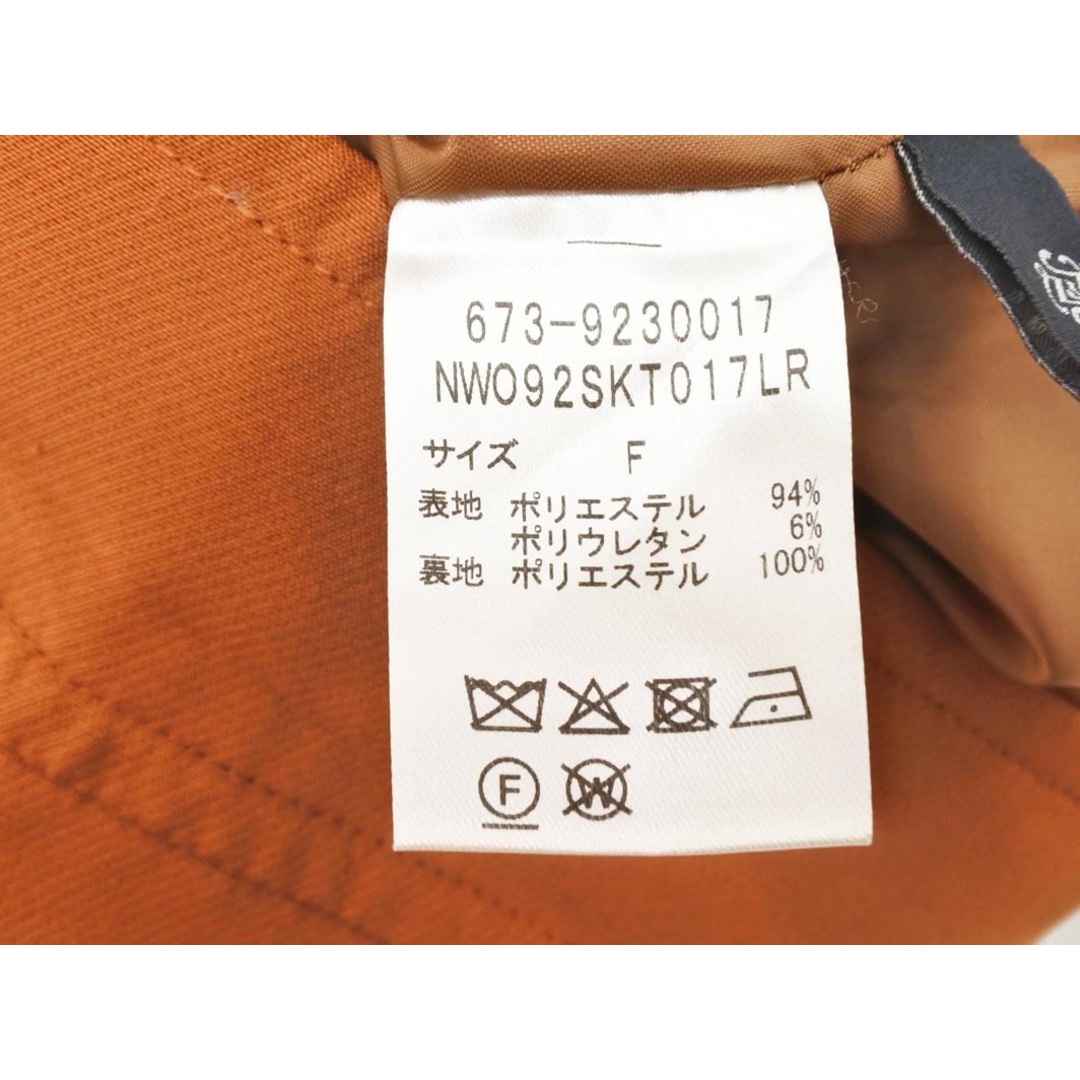 673-9230017
NW092SKT017LR
サイズ F
表地 ポリエステル 94%
ポリウレタン 6%
裏地 ポリエステル 100%
F
W